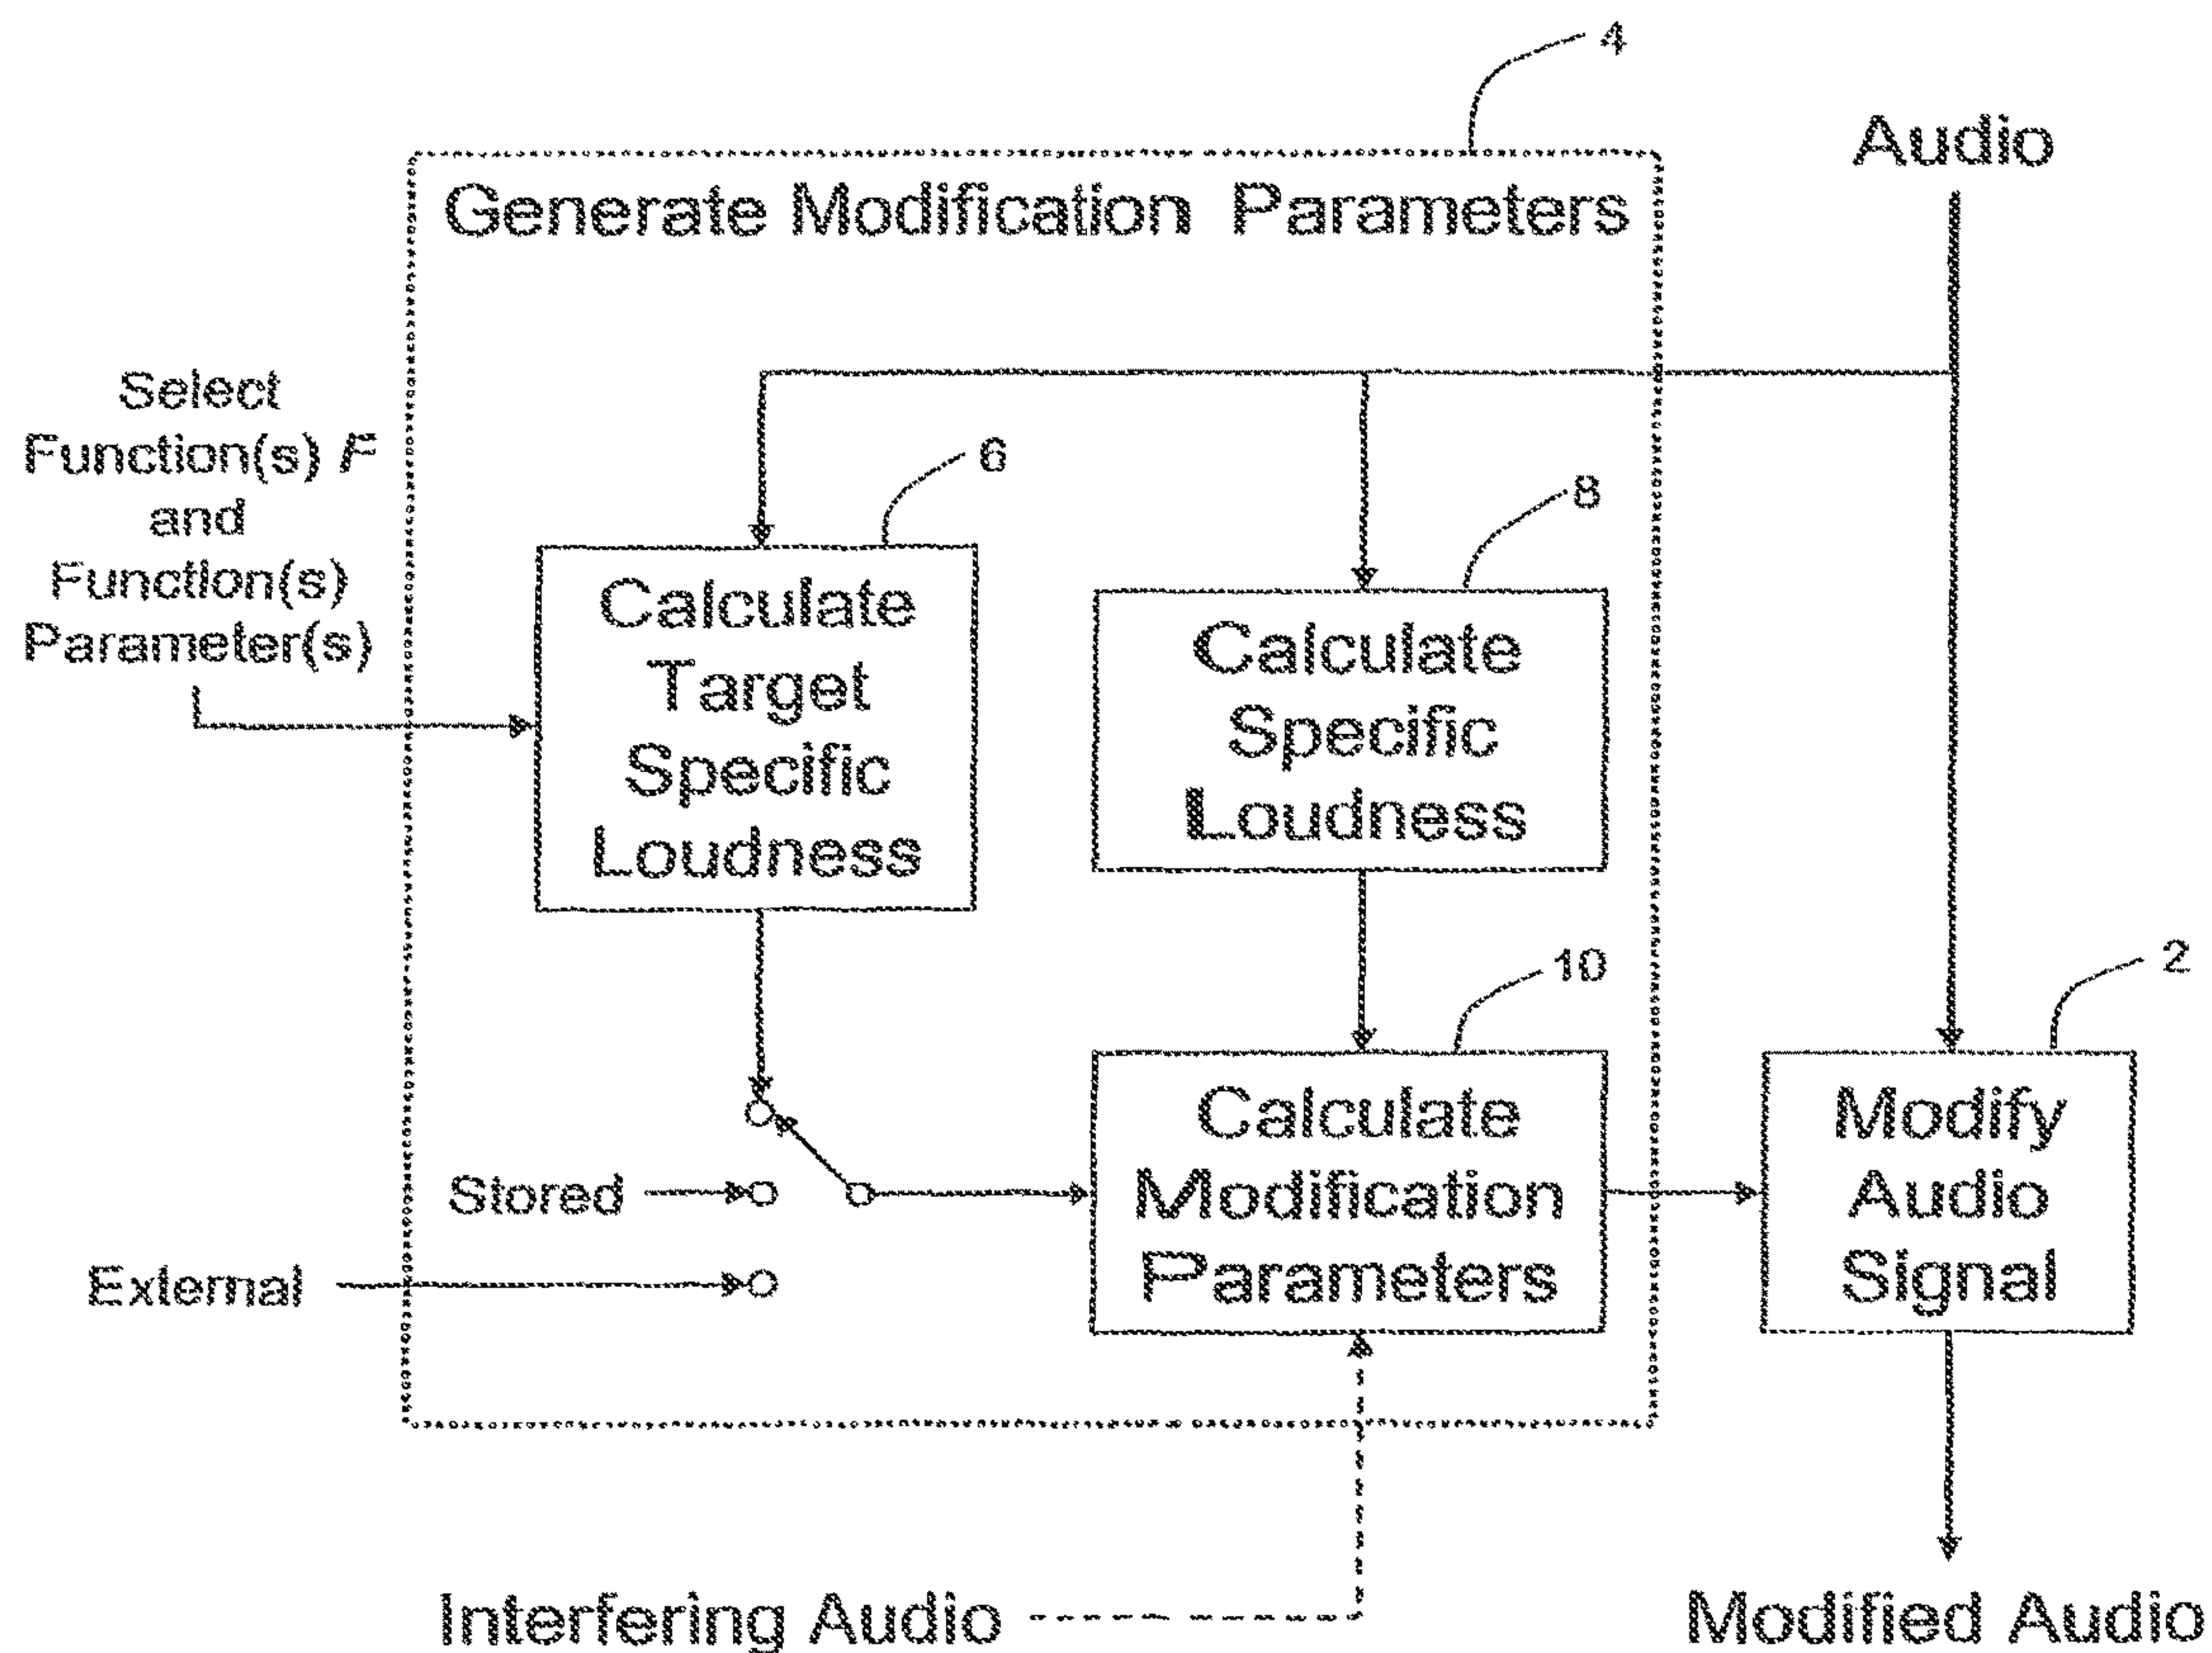 4
Audio
Generate Modification Parameters
Select
Function(s) F
and
Function(s)
Parameter(s)
6
8
Calculate
Target
Specific
Loudness
Calculate
Specific
Loudness
10
2
Calculate
Modification
Parameters
Modify
Audio
Signal
Stored
External
Interfering Audio
Modified Audio